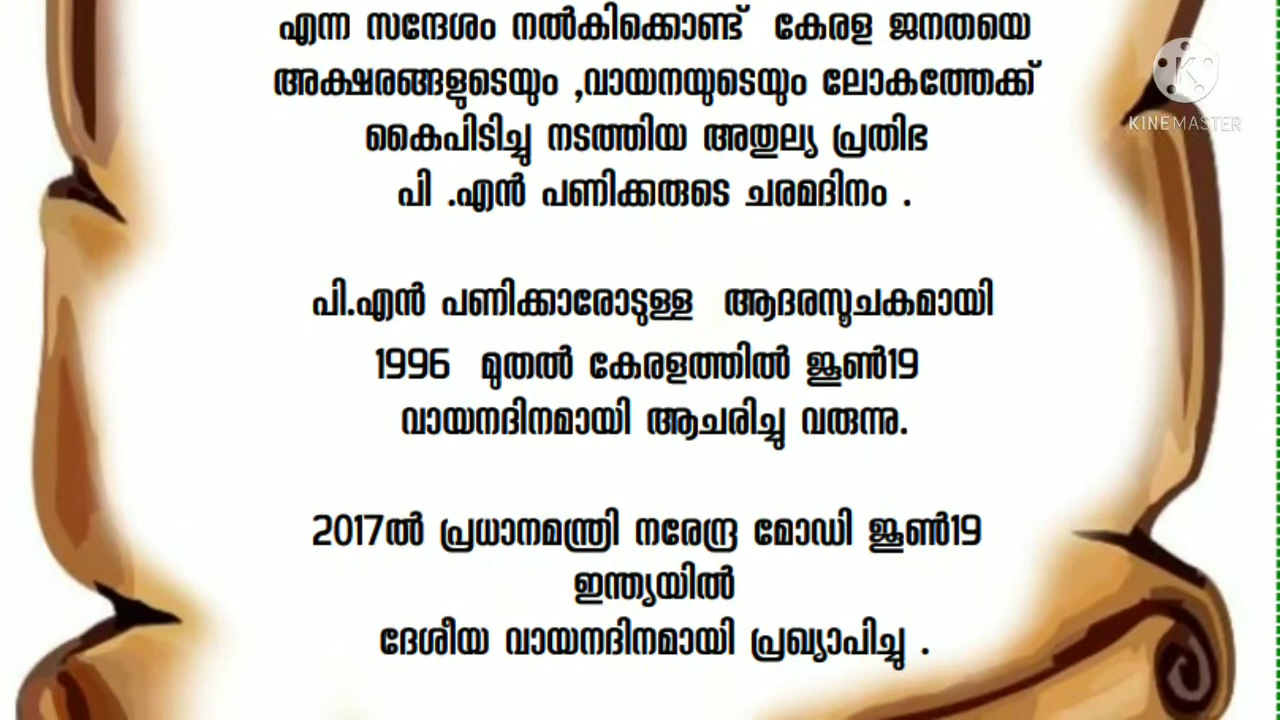 എന്ന സന്ദേശം നൽകിക്കൊണ്ട് കേരള ജനതയെ
അക്ഷരങ്ങളുടെയും ,വായനയുടെയും ലോകത്തേക്ക്
കൈപിടിച്ചു നടത്തിയ അതുല്യ പ്രതിഭ
പി .എൻ പണിക്കരുടെ ചരമദിനം .
പി.എൻ പണിക്കാരോടുള്ള ആദരസൂചകമായി
1996 മുതൽ കേരളത്തിൽ ജൂൺ19
വായനദിനമായി ആചരിച്ചു വരുന്നു.
2017ൽ പ്രധാനമന്ത്രി നരേന്ദ്ര മോഡി ജൂൺ19
ഇന്ത്യയിൽ
ദേശീയ വായനദിനമായി പ്രഖ്യാപിച്ചു .
K
KINEMASTER